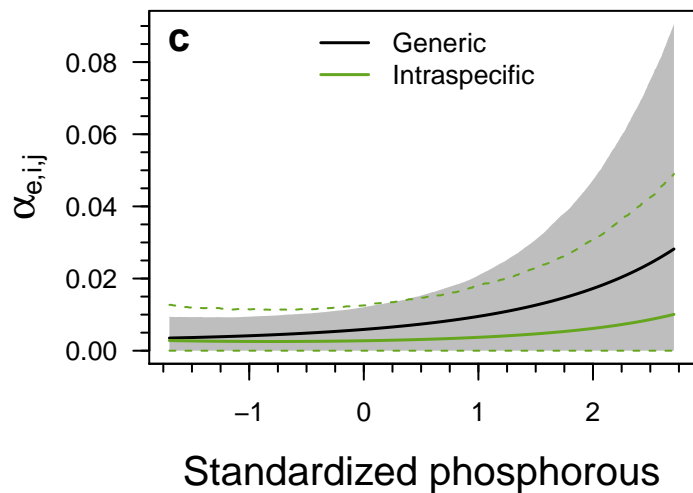 c
Generic
Intraspecific
0.08
0.06
0.04
0.02
0.00
αe,i,j
−1 0 1 2
Standardized phosphorous